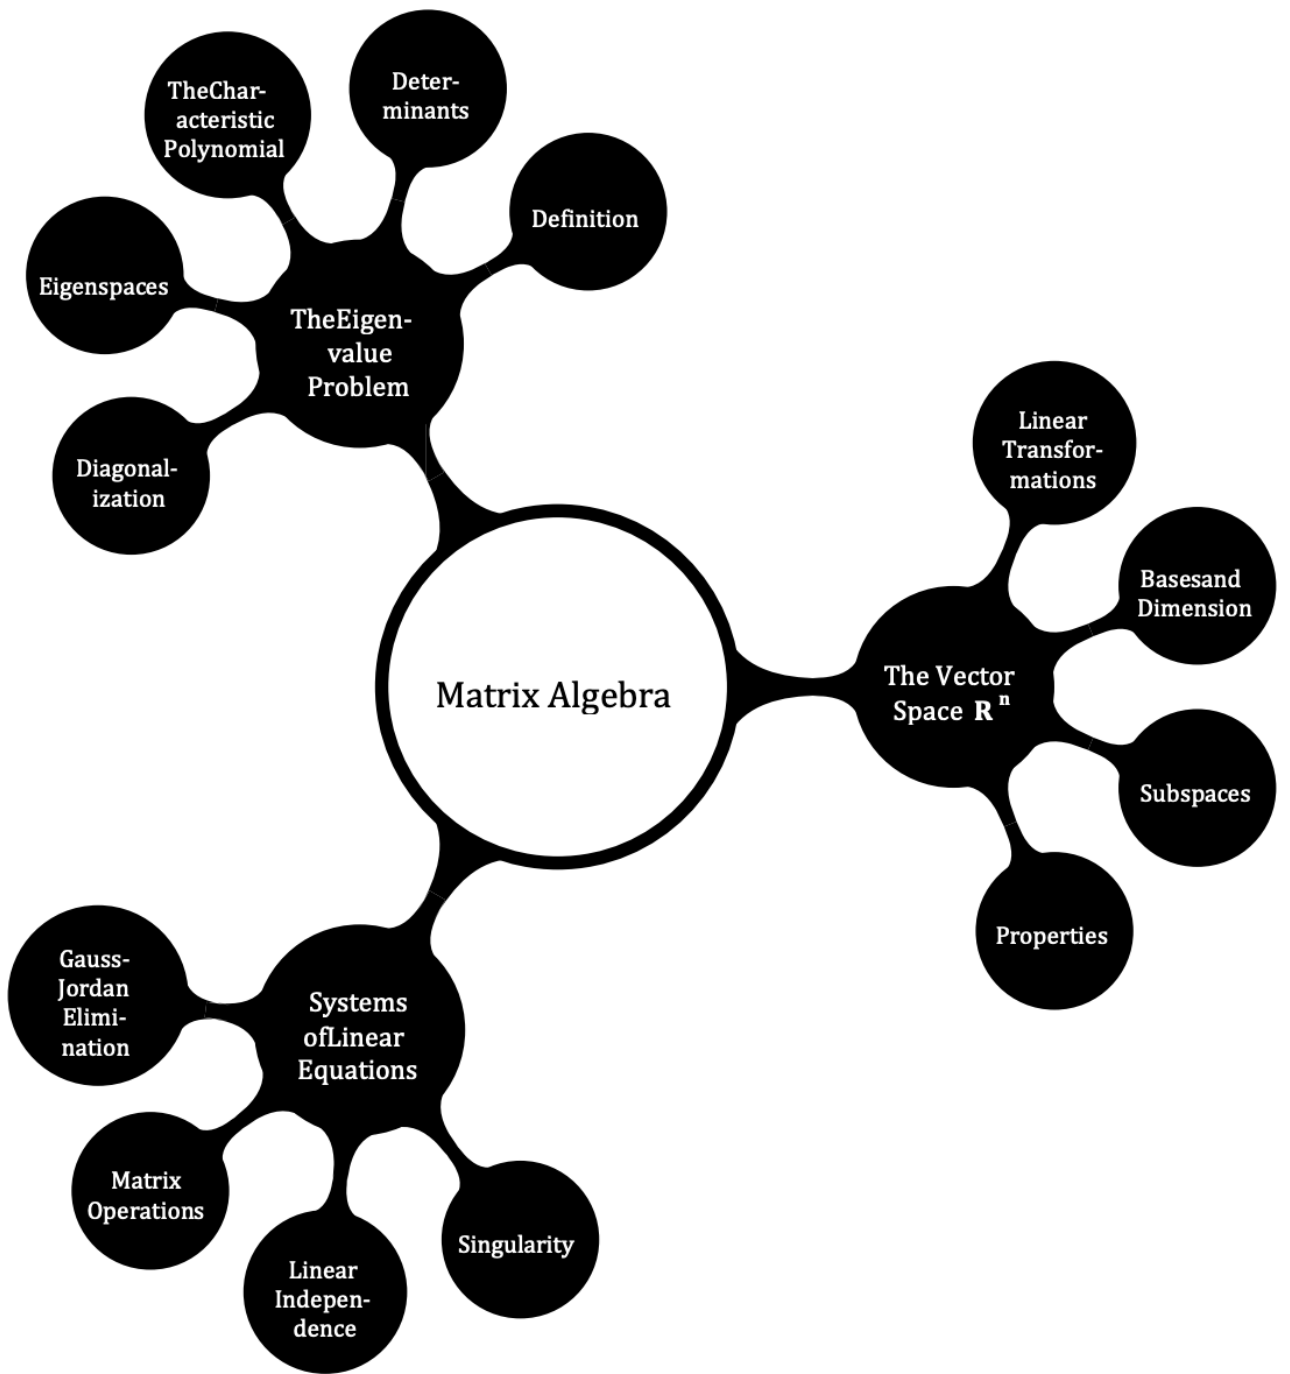 TheChar-
acteristic
Polynomial
Deter-
minants
Definition
Eigenspaces
TheEigen-
value
Problem
Diagonal-
ization
Matrix Algebra
Linear
Transfor-
mations
Basesand
Dimension
The Vector
Space R n
Subspaces
Properties
Gauss-
Jordan
Elimi-
nation
Systems
ofLinear
Equations
Matrix
Operations
Linear
Indepen-
dence
Singularity